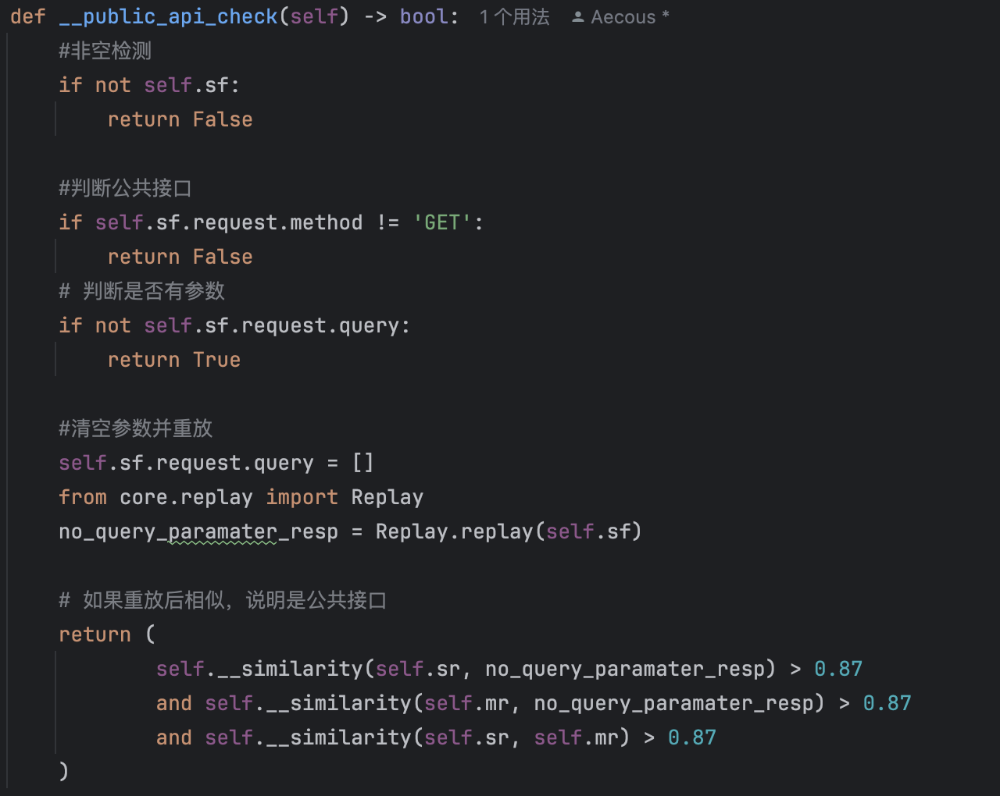 def __public_api_check(self) -> bool: 1个用法 Aecous *
#非空检测
if not self.sf:
return False
#判断公共接口
if self.sf.request.method != 'GET':
return False
# 判断是否有参数
if not self.sf.request.query:
return True
#清空参数并重放
self.sf.request.query = []
from core.replay import Replay
no_query_paramater_resp = Replay.replay(self.sf)
# 如果重放后相似，说明是公共接口
return (
self.__similarity(self.sr, no_query_paramater_resp) > 0.87
and self.__similarity(self.mr, no_query_paramater_resp) > 0.87
and self.__similarity(self.sr, self.mr) > 0.87
)